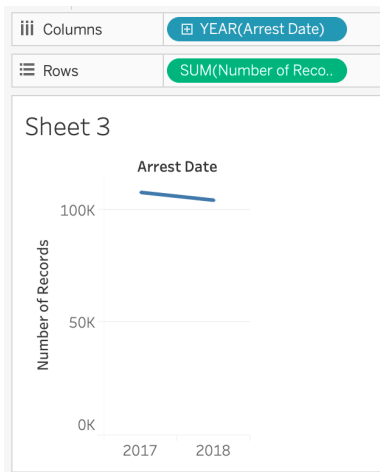 Columns
YEAR(Arrest Date)
Rows
SUM(Number of Reco..
Sheet 3
Arrest Date
100K
50K
0K
Number of Records
2017 2018